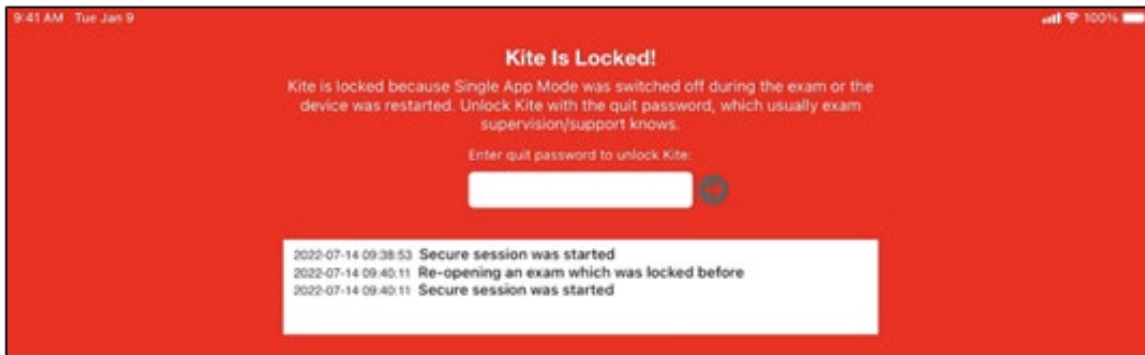 9:41 AM Tue Jan 9
100%
Kite Is Locked!
Kite is locked because Single App Mode was switched off during the exam or the
device was restarted. Unlock Kite with the quit password, which usually exam
supervision/support knows.
Enter quit password to unlock Kite:
2022-07-14 09:38:53 Secure session was started
2022-07-14 09:40:11 Re-opening an exam which was locked before
2022-07-14 09:40:11 Secure session was started